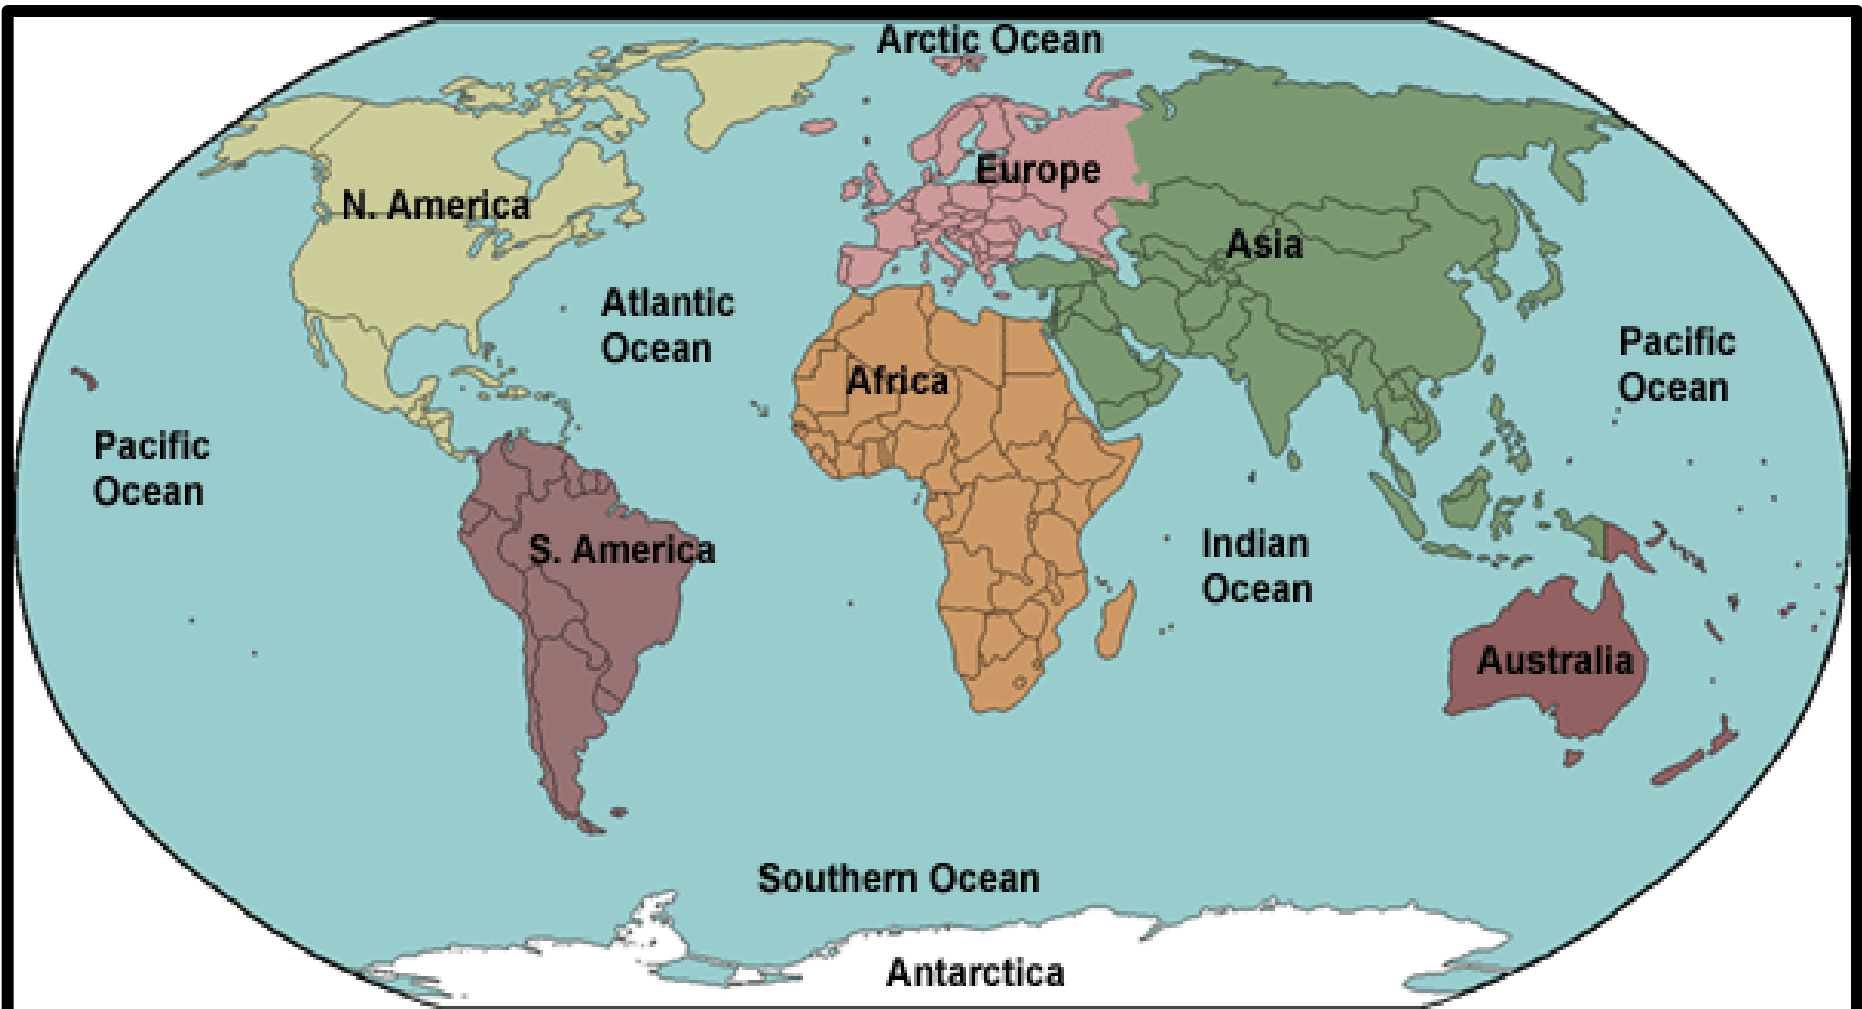 Arctic Ocean
Europe
N. America
Asia
Atlantic
Ocean
Pacific
Ocean
Africa
Pacific
Ocean
Indian
Ocean
S. America
Australia
Southern Ocean
Antarctica